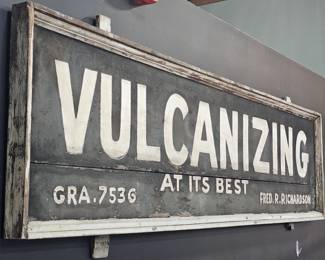 VULCANIZING
AT ITS BEST
GRA.7536 FRED.R.RICHARDSON